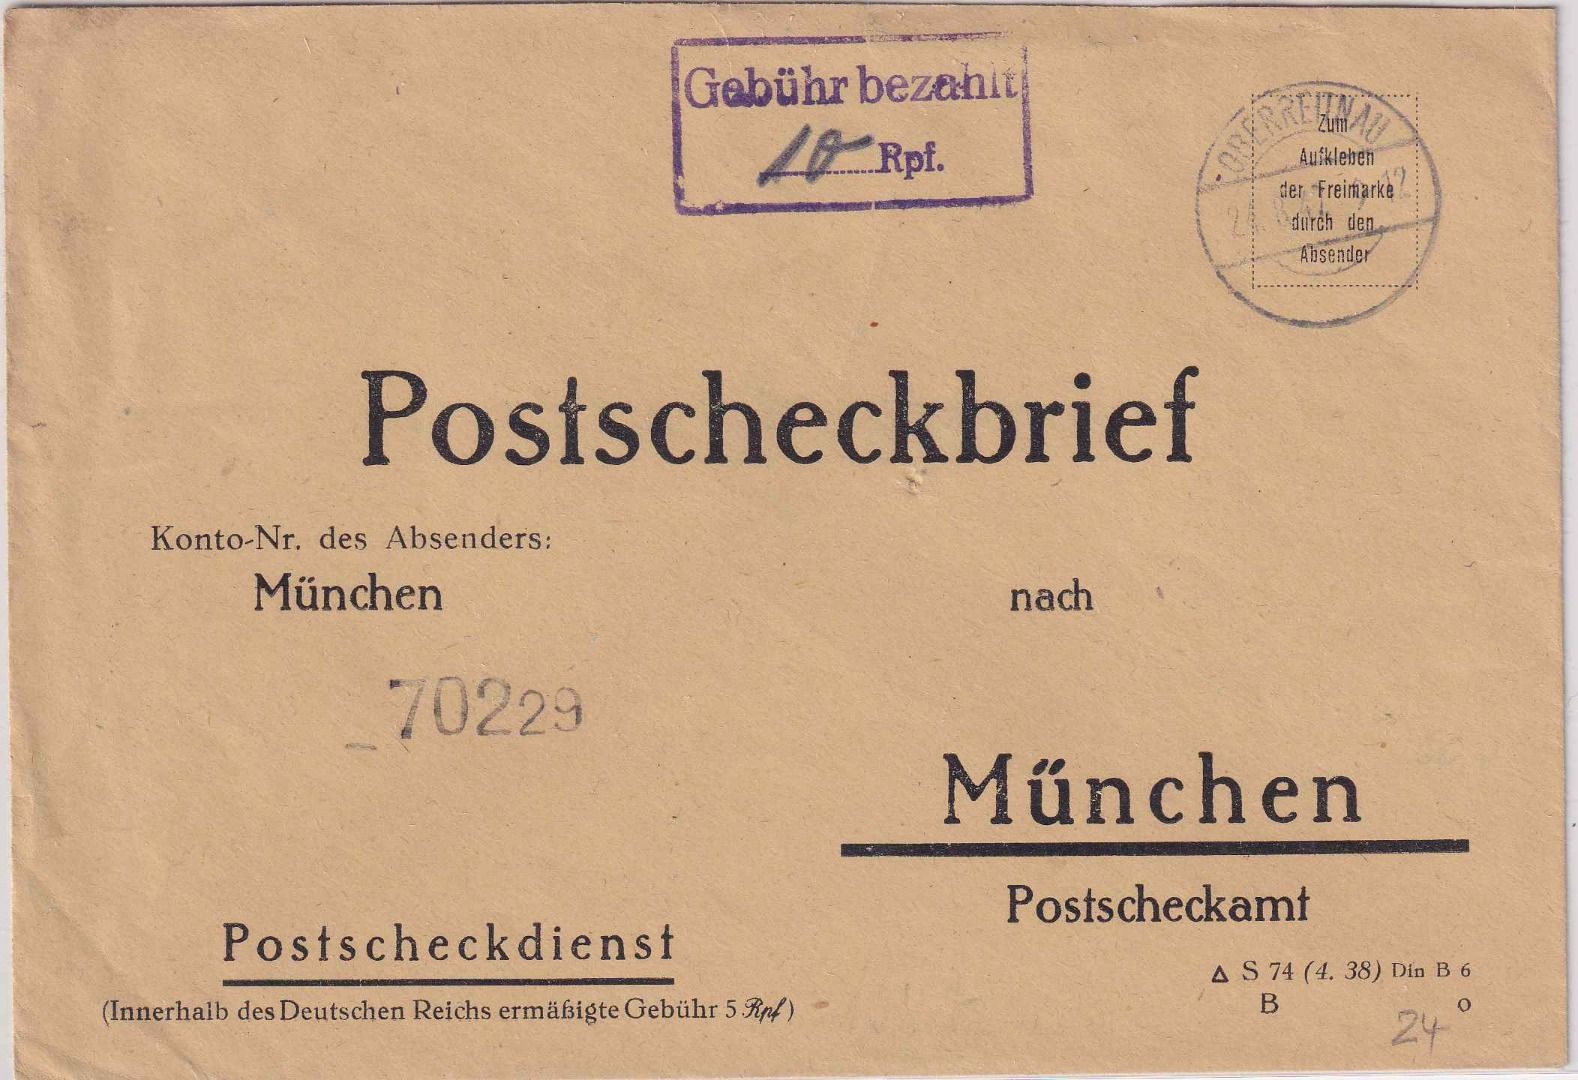 Gebühr bezahlt
10 Rpf.
OBERREITNAU
Zum
Aufkleben
der Freimarke
durch den
Absender
Postscheckbrief
Konto-Nr. des Absenders:
München
nach
70229
München
Postscheckamt
Postscheckdienst
(Innerhalb des Deutschen Reichs ermäßigte Gebühr 5 Rpf)
Δ S 74 (4. 38) Din B 6
B o
24